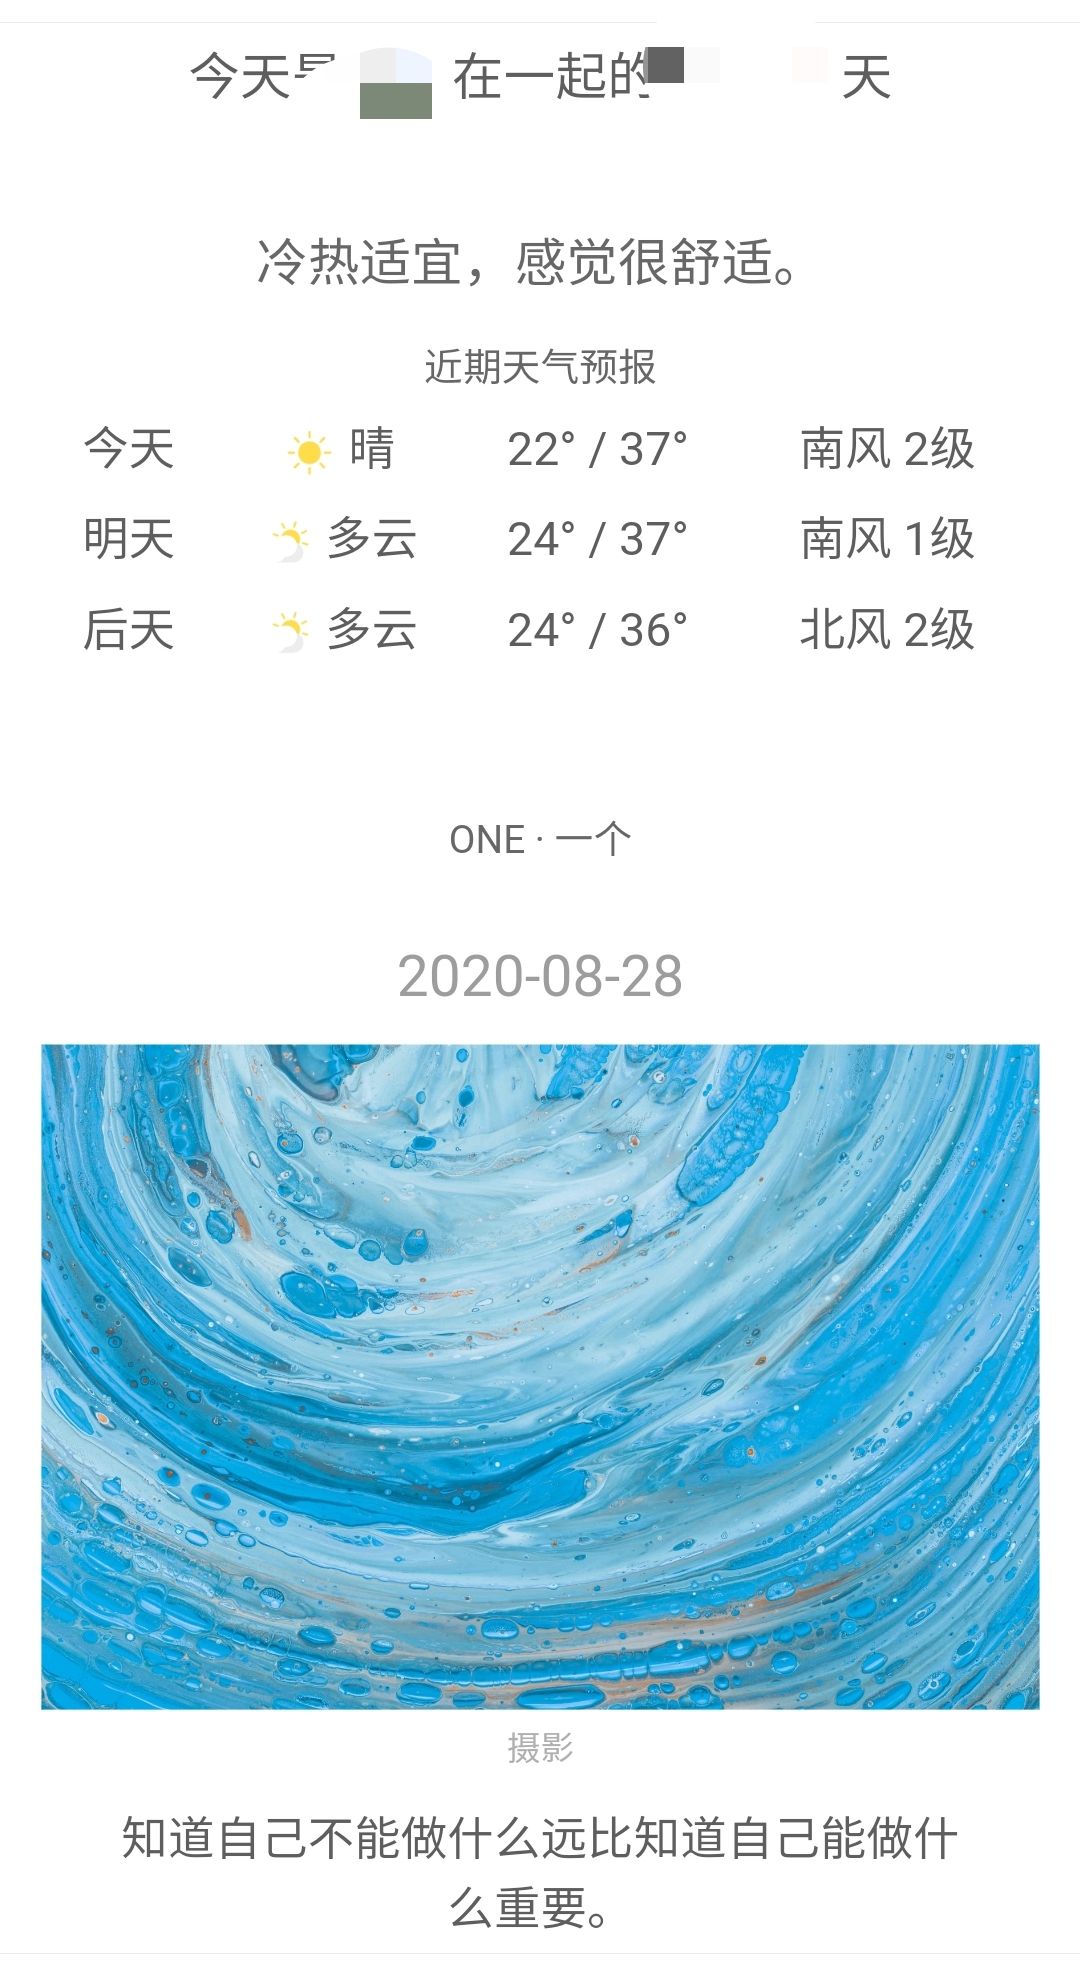 今天是 在一起的 天
冷热适宜，感觉很舒适。
近期天气预报
今天 晴 22° / 37° 南风 2级
明天 多云 24° / 37° 南风 1级
后天 多云 24° / 36° 北风 2级
ONE · 一个
2020-08-28
摄影
知道自己不能做什么远比知道自己能做什
么重要。